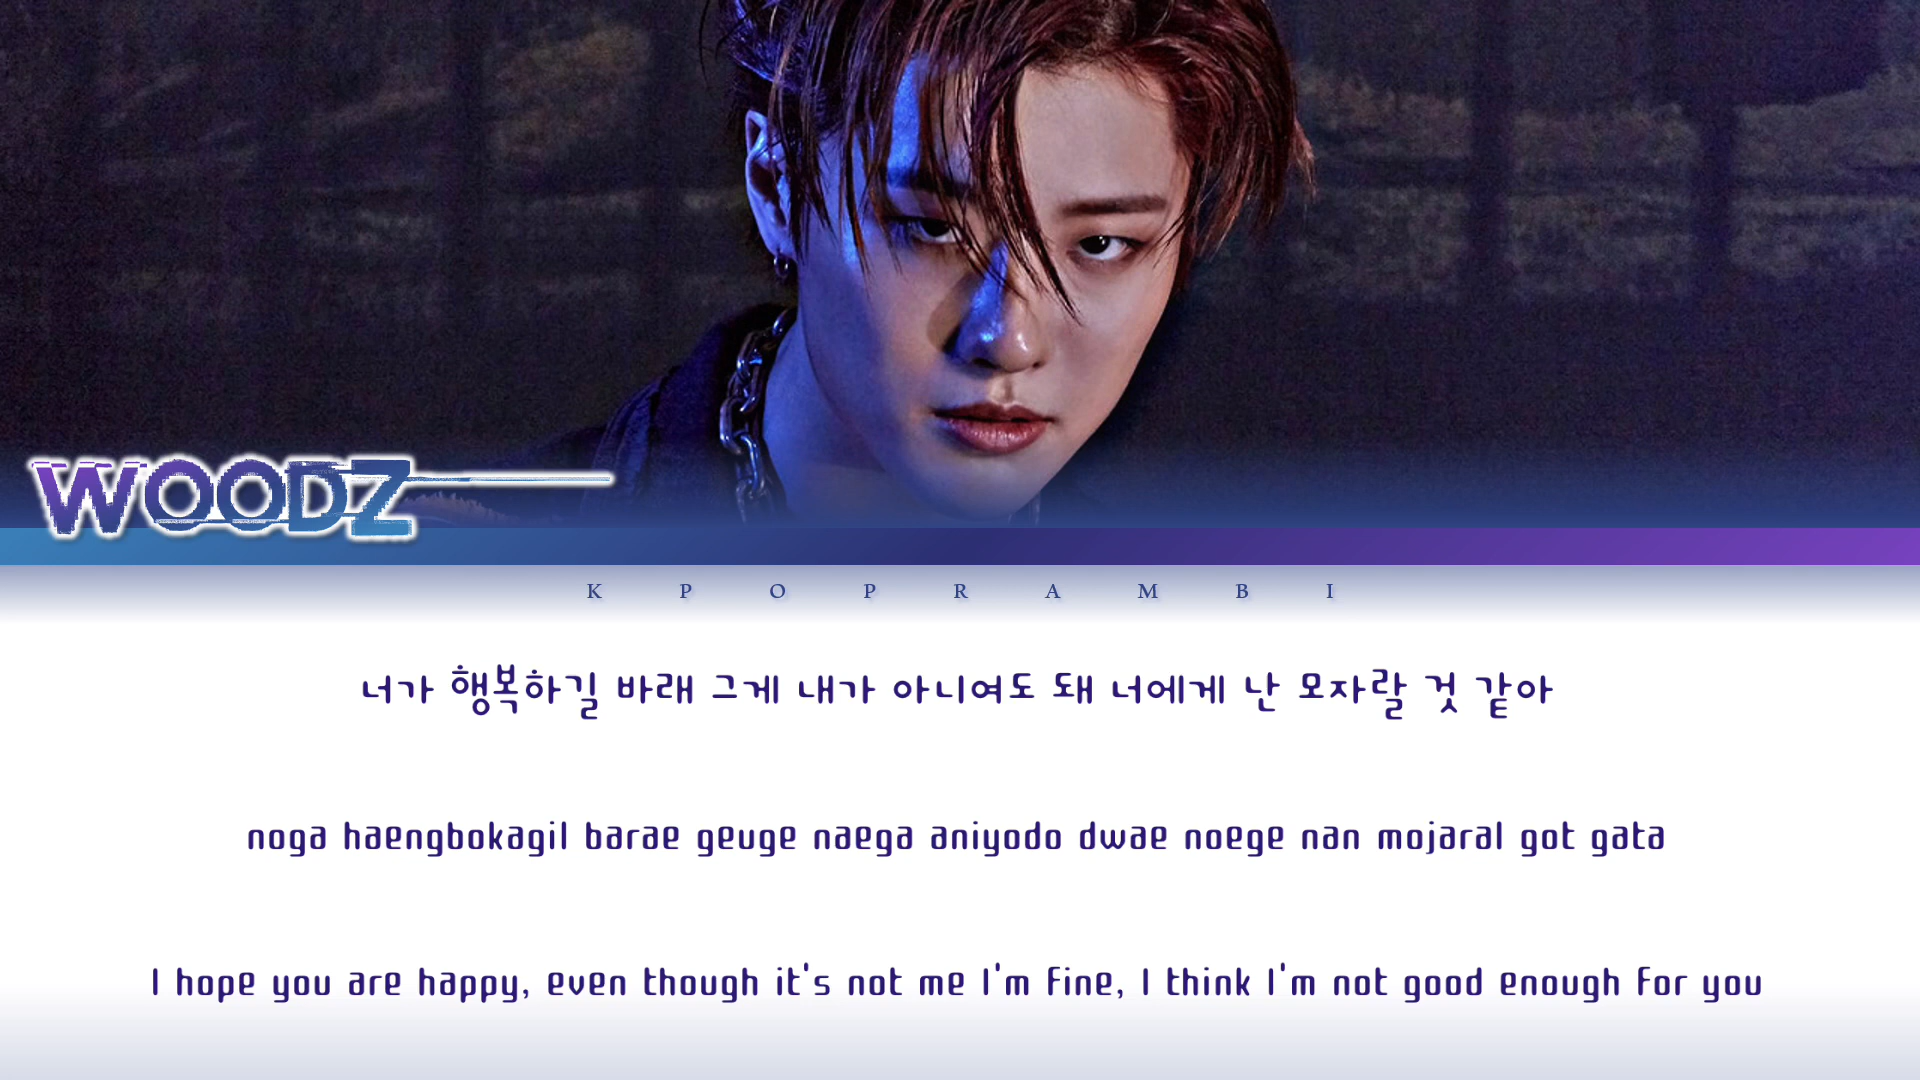 WOODZ
KPOPRAMBI
너가 행복하길 바래 그게 내가 아니여도 돼 너에게 난 모자랄 것 같아
noga haengbokagil barae geuge naega aniyodo dwae noege nan mojaral got gata
I hope you are happy, even though it's not me I'm fine, I think I'm not good enough for you